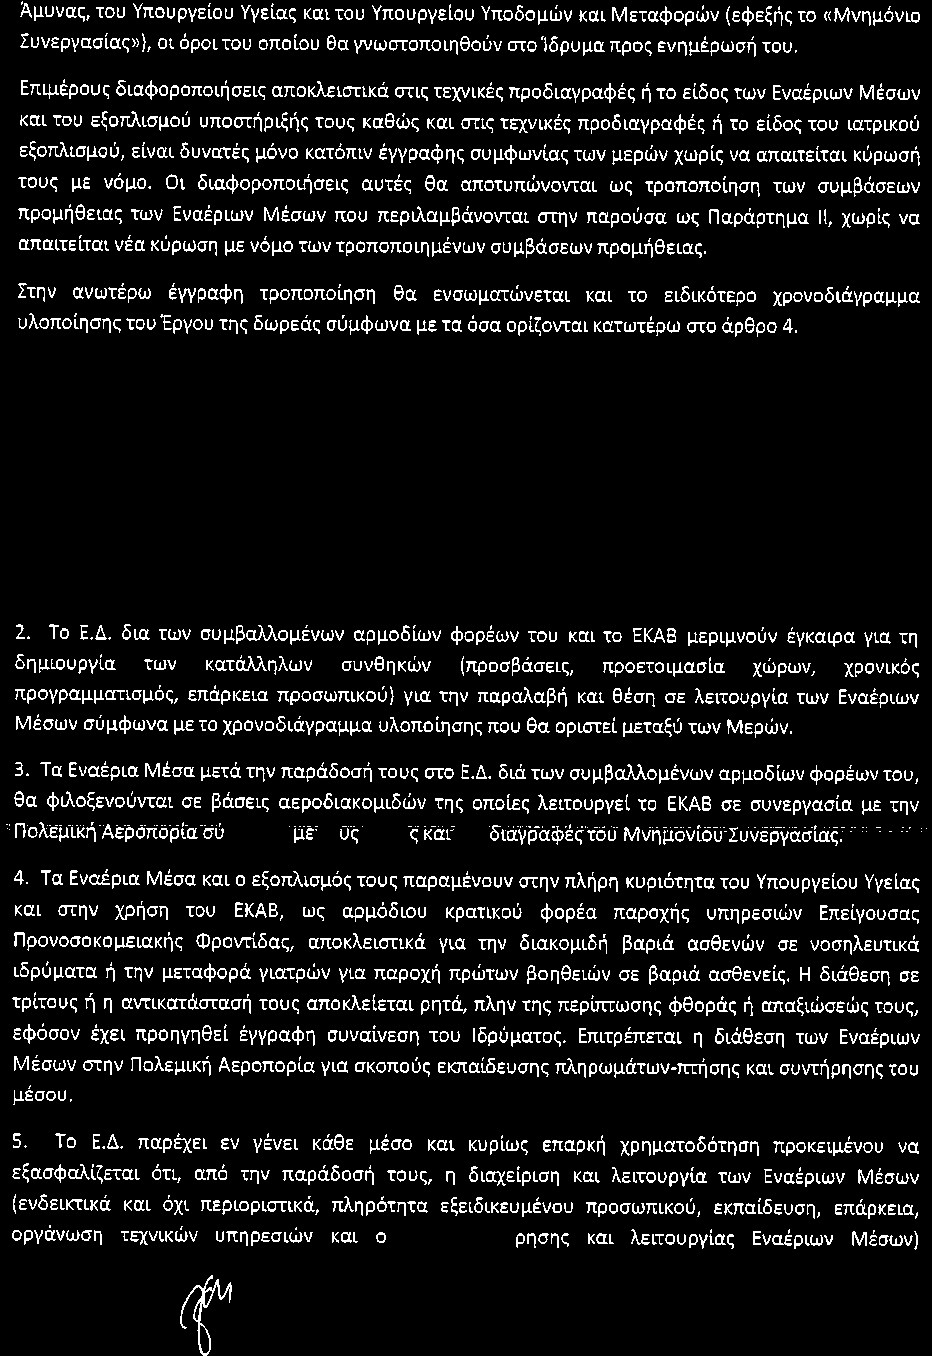 Άμυνας, του Υπουργείου Υγείας και του Υπουργείου Υποδομών και Μεταφορών (εφεξής το «Μνημόνιο
Συνεργασίας»), οι όροι του οποίου θα γνωστοποιηθούν στο Ίδρυμα προς ενημέρωσή του.
Επιμέρους διαφοροποιήσεις αποκλειστικά στις τεχνικές προδιαγραφές ή το είδος των Εναέριων Μέσων
και του εξοπλισμού υποστήριξής τους καθώς και στις τεχνικές προδιαγραφές ή το είδος του ιατρικού
εξοπλισμού, είναι δυνατές μόνο κατόπιν έγγραφης συμφωνίας των μερών χωρίς να απαιτείται κύρωσή
τους με νόμο. Οι διαφοροποιήσεις αυτές θα αποτυπώνονται ως τροποποίηση των συμβάσεων
προμήθειας των Εναέριων Μέσων που περιλαμβάνονται στην παρούσα ως Παράρτημα ΙΙ, χωρίς να
απαιτείται νέα κύρωση με νόμο των τροποποιημένων συμβάσεων προμήθειας.
Στην ανωτέρω έγγραφη τροποποίηση θα ενσωματώνεται και το ειδικότερο χρονοδιάγραμμα
υλοποίησης του Έργου της δωρεάς σύμφωνα με τα όσα ορίζονται κατωτέρω στο άρθρο 4.
2. Το Ε.Δ. δια των συμβαλλομένων αρμοδίων φορέων του και το ΕΚΑΒ μεριμνούν έγκαιρα για τη
δημιουργία των κατάλληλων συνθηκών (προσβάσεις, προετοιμασία χώρων, χρονικός
προγραμματισμός, επάρκεια προσωπικού) για την παραλαβή και θέση σε λειτουργία των Εναέριων
Μέσων σύμφωνα με το χρονοδιάγραμμα υλοποίησης που θα οριστεί μεταξύ των Μερών.
3. Τα Εναέρια Μέσα μετά την παράδοσή τους στο Ε.Δ. διά των συμβαλλομένων αρμοδίων φορέων του,
θα φιλοξενούνται σε βάσεις αεροδιακομιδών της οποίες λειτουργεί το ΕΚΑΒ σε συνεργασία με την
Πολεμική Αεροπορία σύ με υς ς και διαγραφές του Μνημονίου Συνεργασίας.
4. Τα Εναέρια Μέσα και ο εξοπλισμός τους παραμένουν στην πλήρη κυριότητα του Υπουργείου Υγείας
και στην χρήση του ΕΚΑΒ, ως αρμόδιου κρατικού φορέα παροχής υπηρεσιών Επείγουσας
Προνοσοκομειακής Φροντίδας, αποκλειστικά για την διακομιδή βαριά ασθενών σε νοσηλευτικά
ιδρύματα ή την μεταφορά γιατρών για παροχή πρώτων βοηθειών σε βαριά ασθενείς. Η διάθεση σε
τρίτους ή η αντικατάστασή τους αποκλείεται ρητά, πλην της περίπτωσης φθοράς ή απαξιώσεώς τους,
εφόσον έχει προηγηθεί έγγραφη συναίνεση του Ιδρύματος. Επιτρέπεται η διάθεση των Εναέριων
Μέσων στην Πολεμική Αεροπορία για σκοπούς εκπαίδευσης πληρωμάτων-πτήσης και συντήρησης του
μέσου.
5. Το Ε.Δ. παρέχει εν γένει κάθε μέσο και κυρίως επαρκή χρηματοδότηση προκειμένου να
εξασφαλίζεται ότι, από την παράδοσή τους, η διαχείριση και λειτουργία των Εναέριων Μέσων
(ενδεικτικά και όχι περιοριστικά, πληρότητα εξειδικευμένου προσωπικού, εκπαίδευση, επάρκεια,
οργάνωση τεχνικών υπηρεσιών και ο ρησης και λειτουργίας Εναέριων Μέσων)